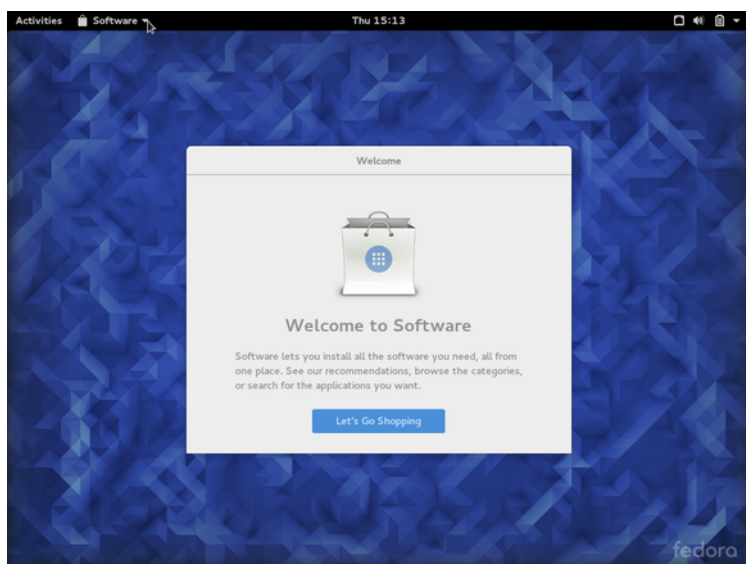 Activities Software Thu 15:13
Welcome
Welcome to Software
Software lets you install all the software you need, all from
one place. See our recommendations, browse the categories,
or search for the applications you want.
Let's Go Shopping
fedora